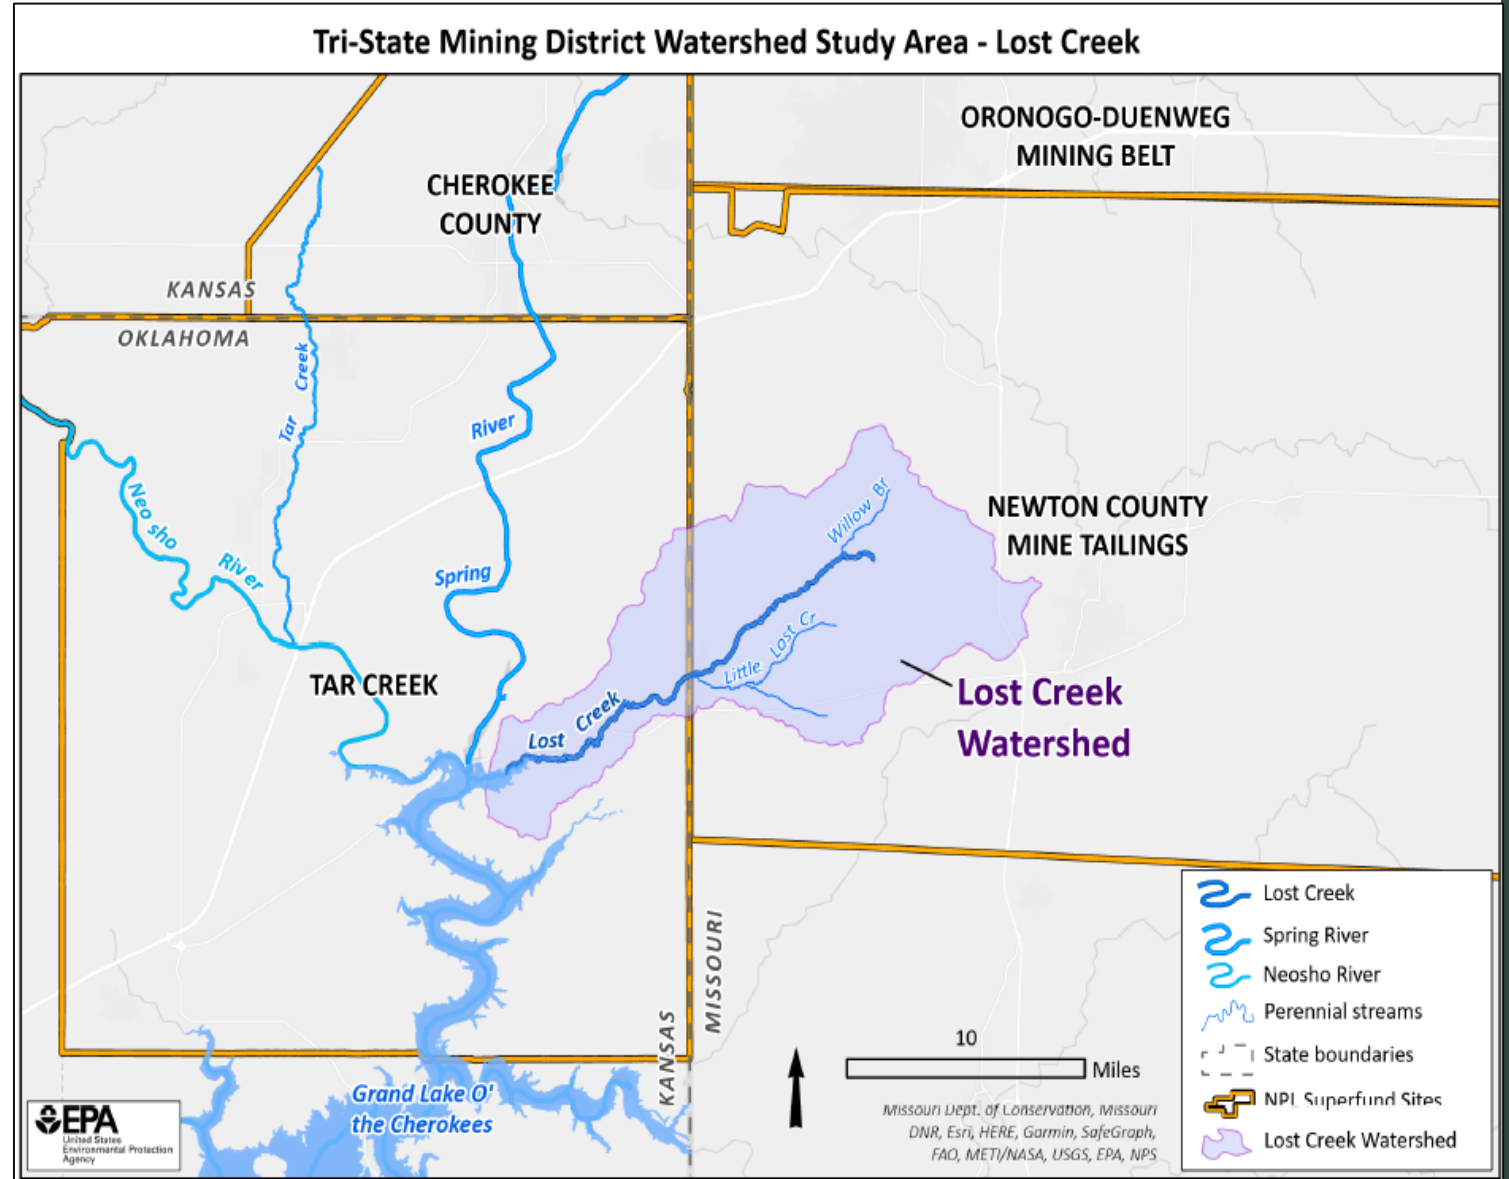 Tri-State Mining District Watershed Study Area - Lost Creek
ORONOGO-DUENWEG
MINING BELT
CHEROKEE
COUNTY
KANSAS
OKLAHOMA
Tar Creek
River
Spring
Neosho
River
Willow Br
NEWTON COUNTY
MINE TAILINGS
Little Lost Cr
TAR CREEK
Lost Creek
Lost Creek
Watershed
MISSOURI
KANSAS
Grand Lake O'
the Cherokees
10
Miles
Missouri Dept. of Conservation, Missouri
DNR, Esri, HERE, Garmin, SafeGraph,
FAO, METI/NASA, USGS, EPA, NPS
Lost Creek
Spring River
Neosho River
Perennial streams
State boundaries
NPL Superfund Sites
Lost Creek Watershed
EPA
United States
Environmental Protection
Agency